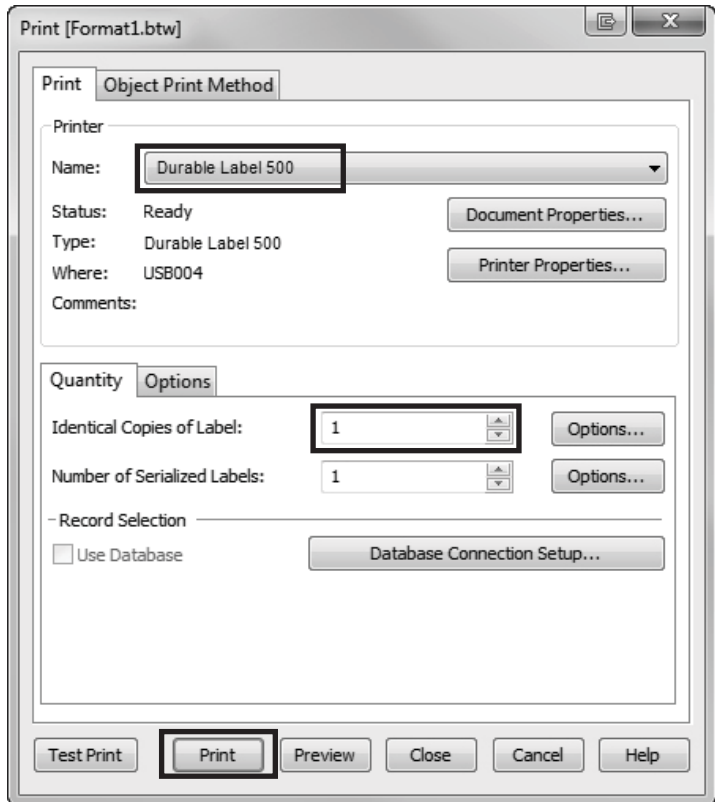 Print [Format1.btw]
Print Object Print Method
Printer
Name: Durable Label 500
Status: Ready Document Properties...
Type: Durable Label 500
Where: USB004 Printer Properties...
Comments:
Quantity Options
Identical Copies of Label: 1 Options...
Number of Serialized Labels: 1 Options...
Record Selection
Use Database Database Connection Setup...
Test Print Print Preview Close Cancel Help